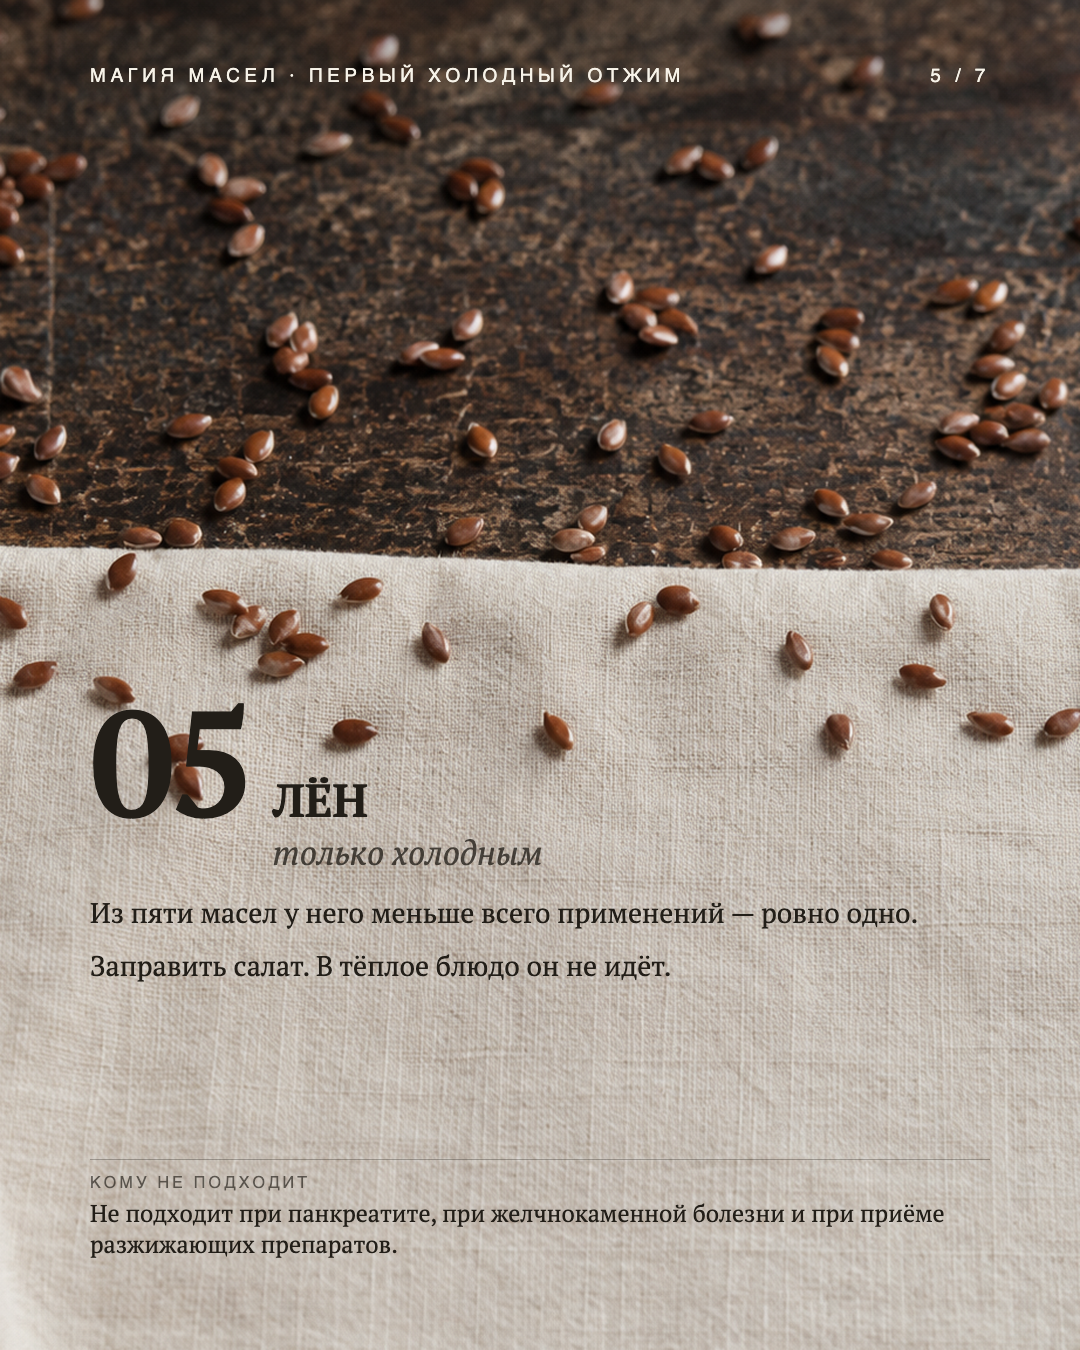 МАГИЯ МАСЕЛ · ПЕРВЫЙ ХОЛОДНЫЙ ОТЖИМ
5 / 7
05
ЛЁН
только холодным
Из пяти масел у него меньше всего применений — ровно одно.
Заправить салат. В тёплое блюдо он не идёт.
КОМУ НЕ ПОДХОДИТ
Не подходит при панкреатите, при желчнокаменной болезни и при приёме
разжижающих препаратов.